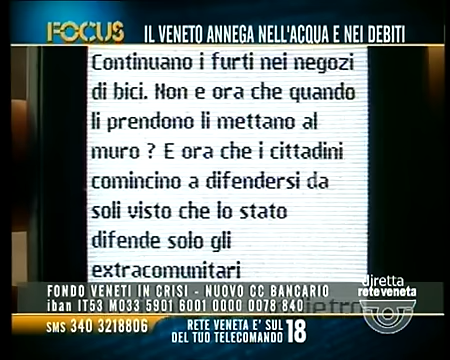 FOCUS IL VENETO ANNEGA NELL'ACQUA E NEI DEBITI
Continuano i furti nei negozi
di bici. Non e ora che quando
li prendono li mettano al
muro ? E ora che i cittadini
comincino a difendersi da
soli visto che lo stato
difende solo gli
extracomunitari
FONDO VENETI IN CRISI - NUOVO CC BANCARIO
iban IT53 M033 5901 6001 0000 0078 840
diretta
reteveneta
SMS 340 3218806
RETE VENETA E' SUL
DEL TUO TELECOMANDO 18